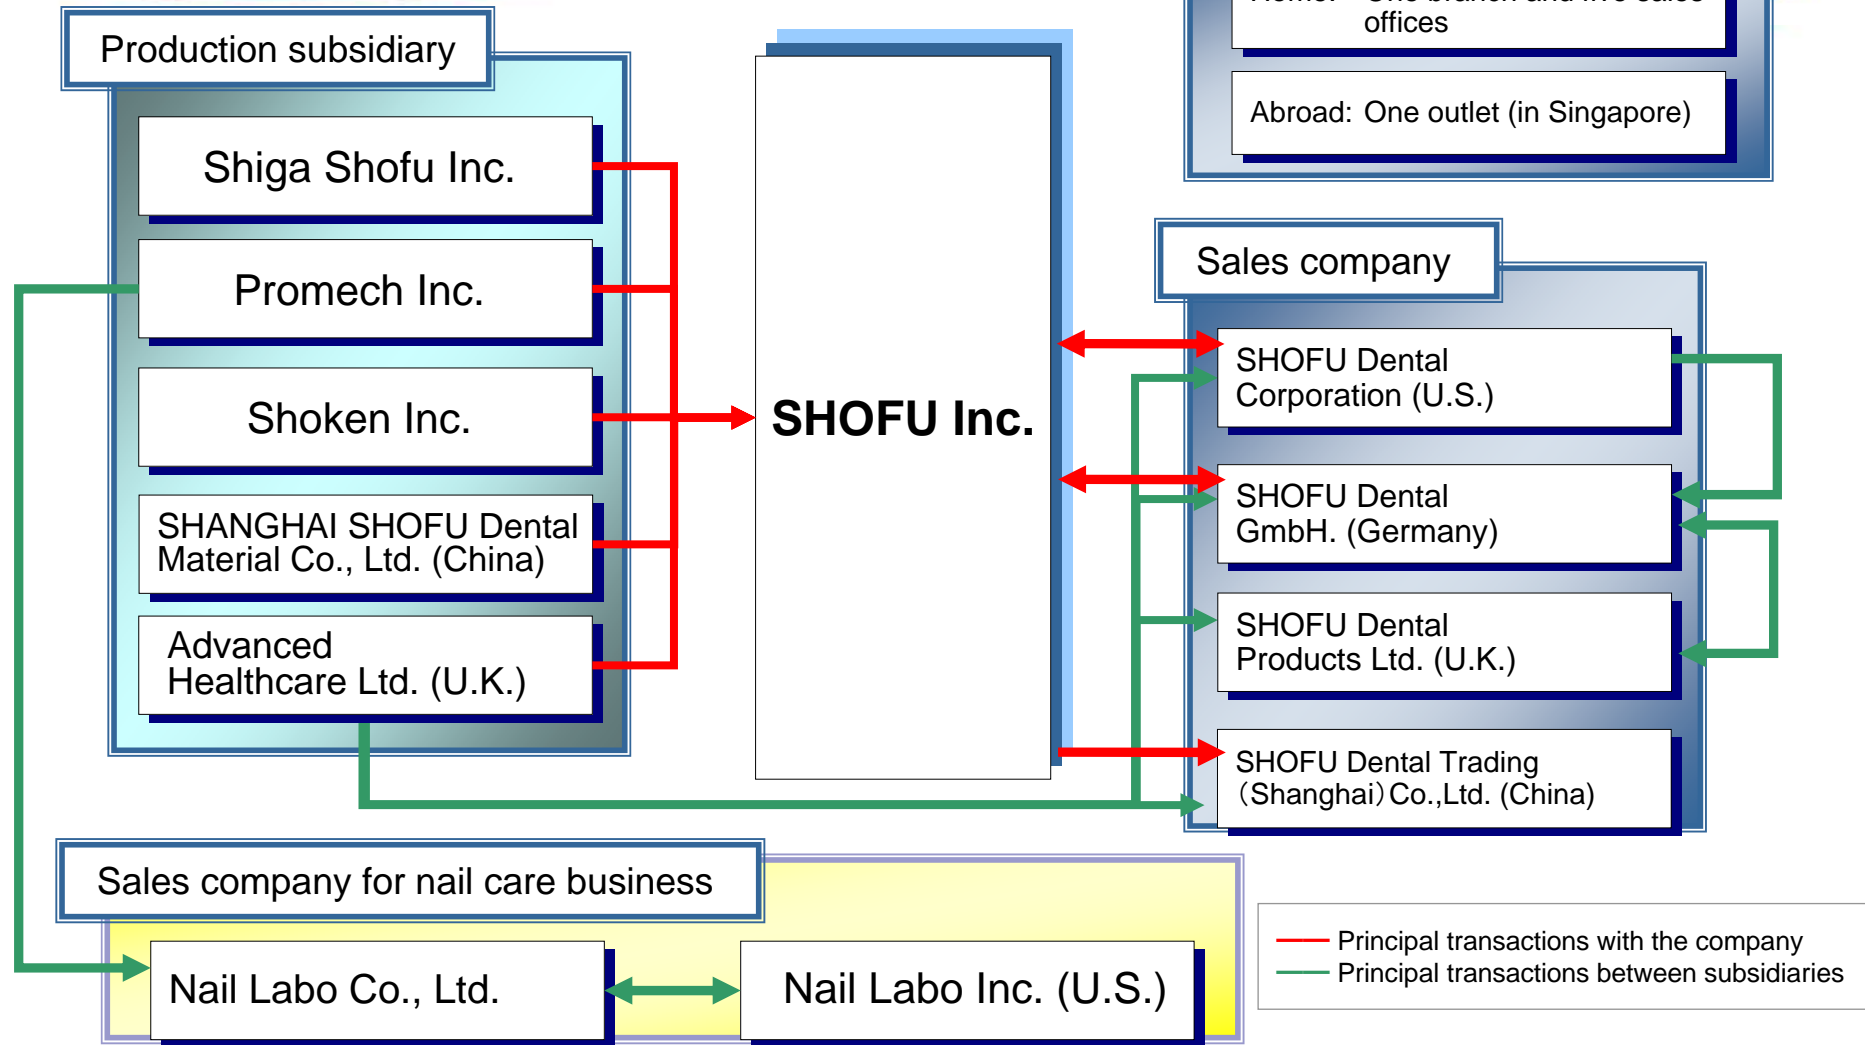 offices
Abroad: One outlet (in Singapore)
Production subsidiary
Shiga Shofu Inc.
Promech Inc.
Shoken Inc.
SHANGHAI SHOFU Dental
Material Co., Ltd. (China)
Advanced
Healthcare Ltd. (U.K.)
SHOFU Inc.
Sales company
SHOFU Dental
Corporation (U.S.)
SHOFU Dental
GmbH. (Germany)
SHOFU Dental
Products Ltd. (U.K.)
SHOFU Dental Trading
（Shanghai）Co.,Ltd. (China)
Sales company for nail care business
Nail Labo Co., Ltd.
Nail Labo Inc. (U.S.)
Principal transactions with the company
Principal transactions between subsidiaries